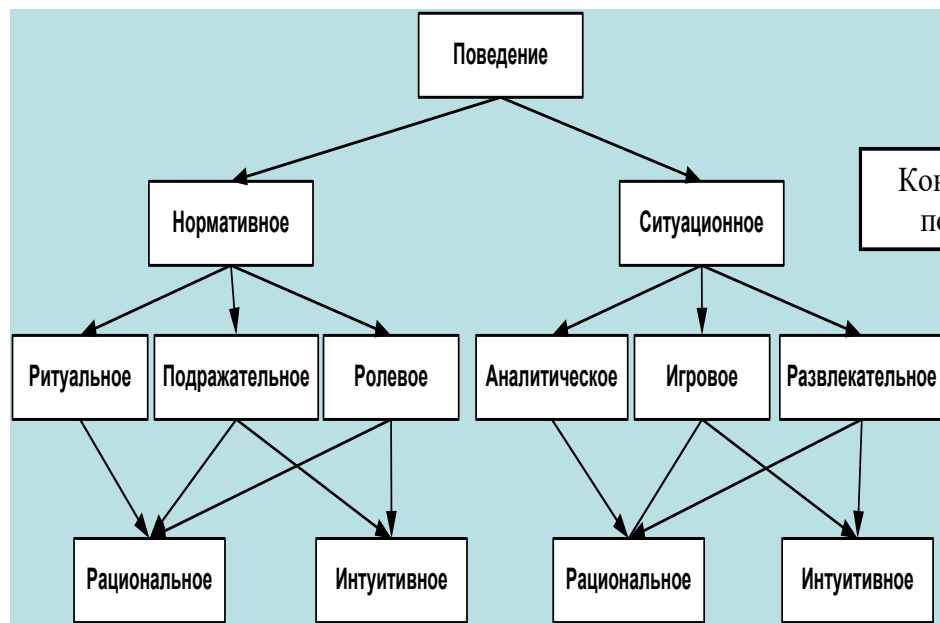 Поведение
Нормативное
Ситуационное
Ритуальное
Подражательное
Ролевое
Аналитическое
Игровое
Развлекательное
Рациональное
Интуитивное
Рациональное
Интуитивное